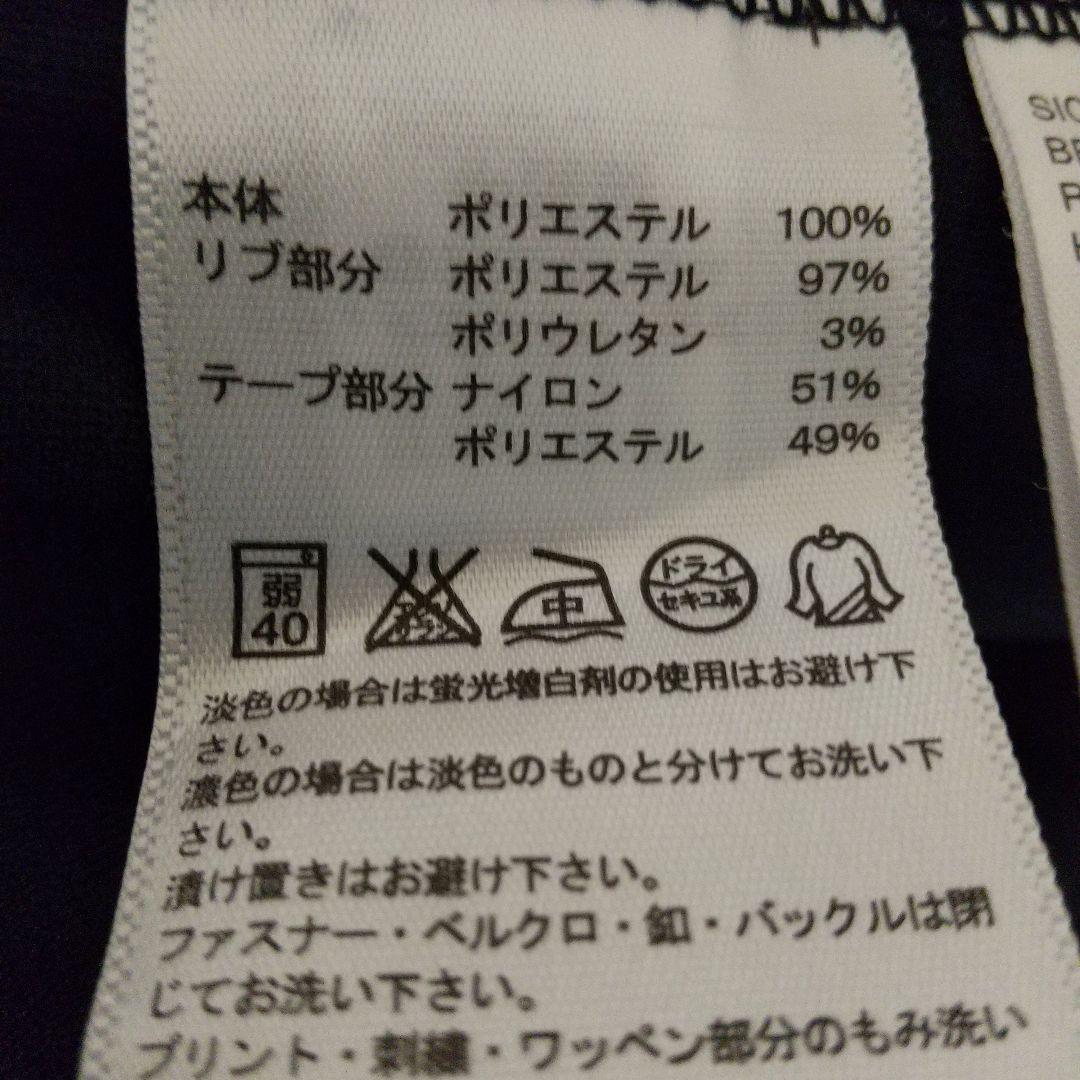 本体 ポリエステル 100%
リブ部分 ポリエステル 97%
ポリウレタン 3%
テープ部分 ナイロン 51%
ポリエステル 49%
弱 中 ドライ
40 セキユ系
淡色の場合は蛍光増白剤の使用はお避け下
さい。
濃色の場合は淡色のものと分けてお洗い下
さい。
漬け置きはお避け下さい。
ファスナー・ベルクロ・釦・バックルは閉
じてお洗い下さい。
プリント・刺繍・ワッペン部分のもみ洗い
SIC
BE